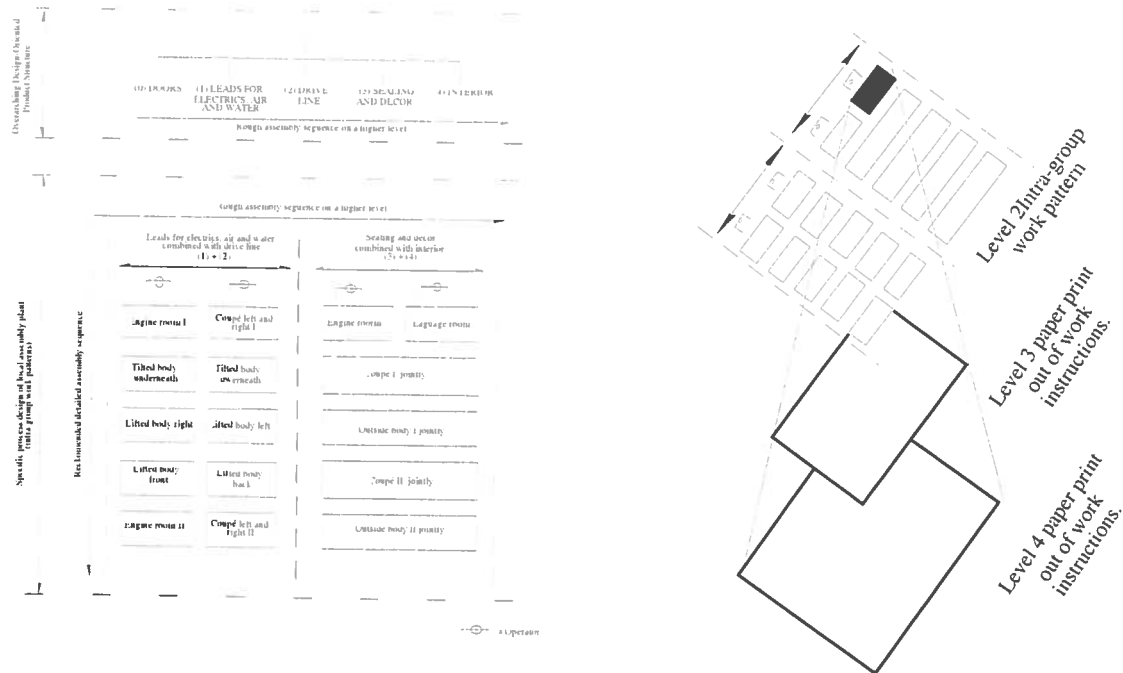 Overarching Design-Oriented
Product Structure
(0) DOORS
(1) LEADS FOR
ELECTRICS, AIR
AND WATER
(2) DRIVE
LINE
(3) SEALING
AND DECOR
(4) INTERIOR
Rough assembly sequence on a higher level
Specific process design of local assembly plant
(intra group work patterns)
Reclomended detailed assembly sequence
Rough assembly seguence on a higher level
Leads for electrics, air and water
combined with drive line
(1) + (2)
Sealing and decor
combined with interior
(3) + (4)
Engine room I
Coupé left and
right I
Engine room
Laguage room
Tilted body
underneath
Tilted body
owerneath
Coupe I jointly
Lifted body right
Lifted body left
Outside body I jointly
Lifted body
front
Lifted body
back
Coupé II jointly
Engine room II
Coupé left and
right II
Outside body II jointly
= Operator
Level 2Intra-group
work pattern
Level 3 paper print
out of work
instructions.
Level 4 paper print
out of work
instructions.